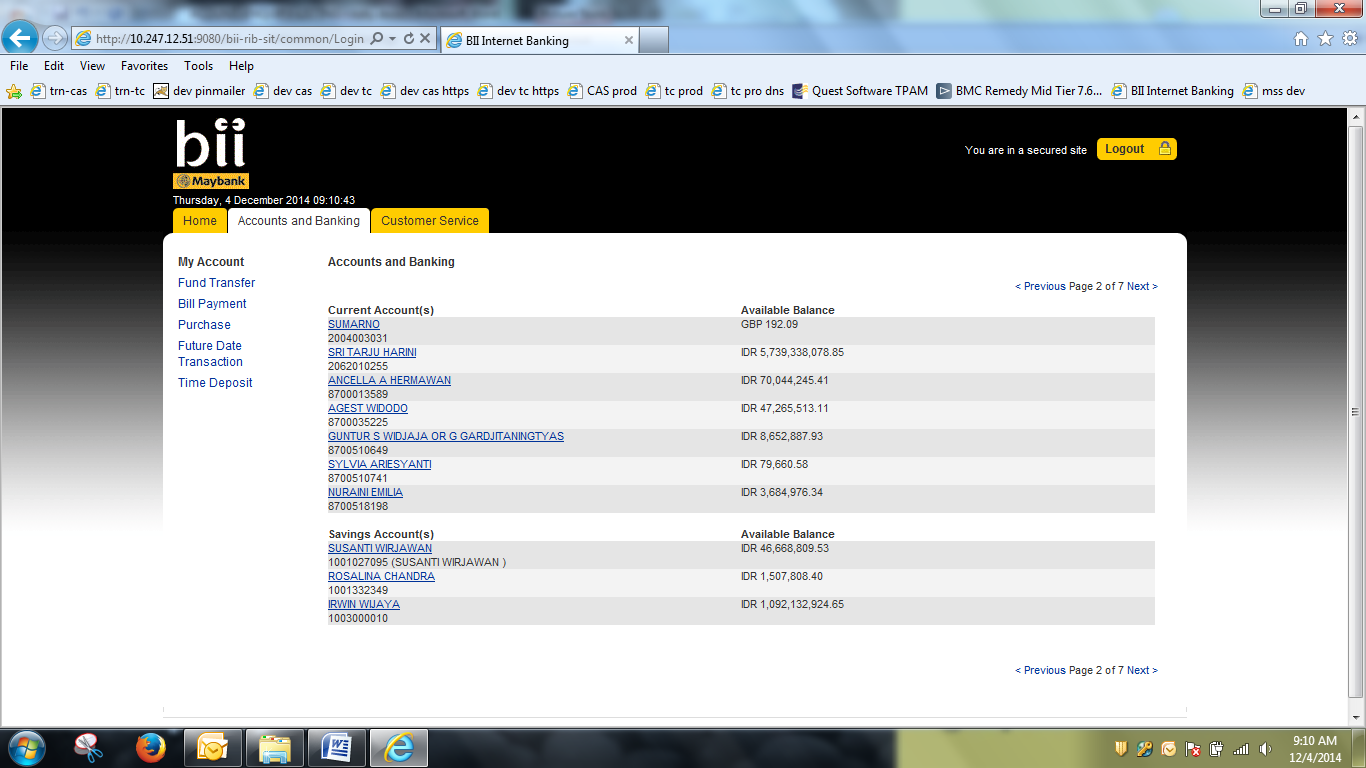 http://10.247.12.51:9080/bii-rib-sit/common/Login
BII Internet Banking
File Edit View Favorites Tools Help
trn-cas trn-tc dev pinmailer dev cas dev tc dev cas https dev tc https CAS prod tc prod tc pro dns Quest Software TPAM BMC Remedy Mid Tier 7.6... BII Internet Banking mss dev
bii
Maybank
You are in a secured site Logout
Thursday, 4 December 2014 09:10:43
Home Accounts and Banking Customer Service
My Account
Fund Transfer
Bill Payment
Purchase
Future Date
Transaction
Time Deposit
Accounts and Banking
< Previous Page 2 of 7 Next >
Current Account(s) Available Balance
SUMARNO GBP 192.09
2004003031
SRI TARJU HARINI IDR 5,739,338,078.85
2062010255
ANCELLA A HERMAWAN IDR 70,044,245.41
8700013589
AGEST WIDODO IDR 47,265,513.11
8700035225
GUNTUR S WIDJAJA OR G GARDJITANINGTYAS IDR 8,652,887.93
8700510649
SYLVIA ARIESYANTI IDR 79,660.58
8700510741
NURAINI EMILIA IDR 3,684,976.34
8700518198
Savings Account(s) Available Balance
SUSANTI WIRJAWAN IDR 46,668,809.53
1001027095 (SUSANTI WIRJAWAN )
ROSALINA CHANDRA IDR 1,507,808.40
1001332349
IRWIN WIJAYA IDR 1,092,132,924.65
1003000010
< Previous Page 2 of 7 Next >
9:10 AM
12/4/2014